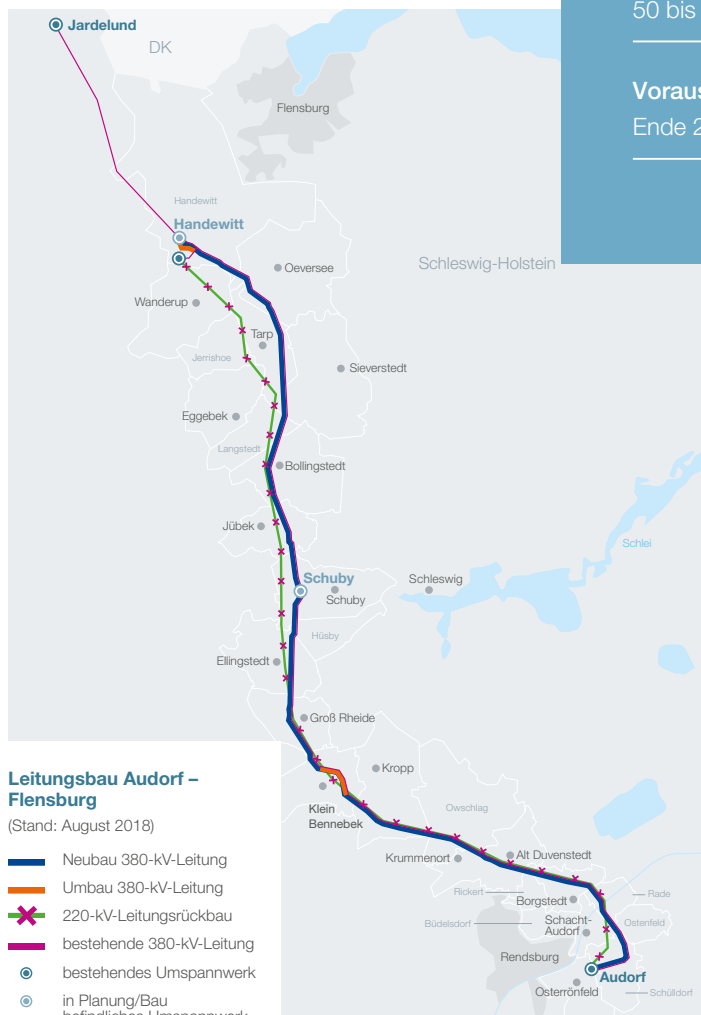 50 bis
Voraus
Ende 2
Jardelund
DK
Flensburg
Handewitt
Handewitt
Oeversee
Schleswig-Holstein
Wanderup
Tarp
Jerrishoe
Sieverstedt
Eggebek
Langstedt
Bollingstedt
Jübek
Schlei
Schuby
Schuby
Schleswig
Hüsby
Ellingstedt
Groß Rheide
Kropp
Klein
Bennebek
Owschlag
Krummenort
Alt Duvenstedt
Rickert
Rade
Borgstedt
Büdelsdorf
Schacht-
Audorf
Ostenfeld
Rendsburg
Audorf
Osterrönfeld
Schülldorf
Leitungsbau Audorf –
Flensburg
(Stand: August 2018)
Neubau 380-kV-Leitung
Umbau 380-kV-Leitung
220-kV-Leitungsrückbau
bestehende 380-kV-Leitung
bestehendes Umspannwerk
in Planung/Bau
befindliches Umspannwerk